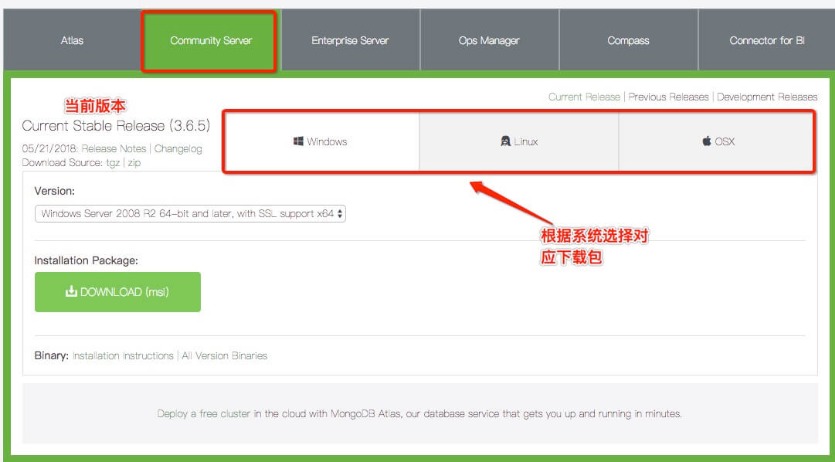 Atlas
Community Server
Enterprise Server
Ops Manager
Compass
Connector for BI
当前版本
Current Release | Previous Releases | Development Releases
Current Stable Release (3.6.5)
05/21/2018: Release Notes | Changelog
Download Source: tgz | zip
Windows
Linux
OSX
Version:
Windows Server 2008 R2 64-bit and later, with SSL support x64
根据系统选择对
应下载包
Installation Package:
DOWNLOAD (msi)
Binary: Installation Instructions | All Version Binaries
Deploy a free cluster in the cloud with MongoDB Atlas, our database service that gets you up and running in minutes.